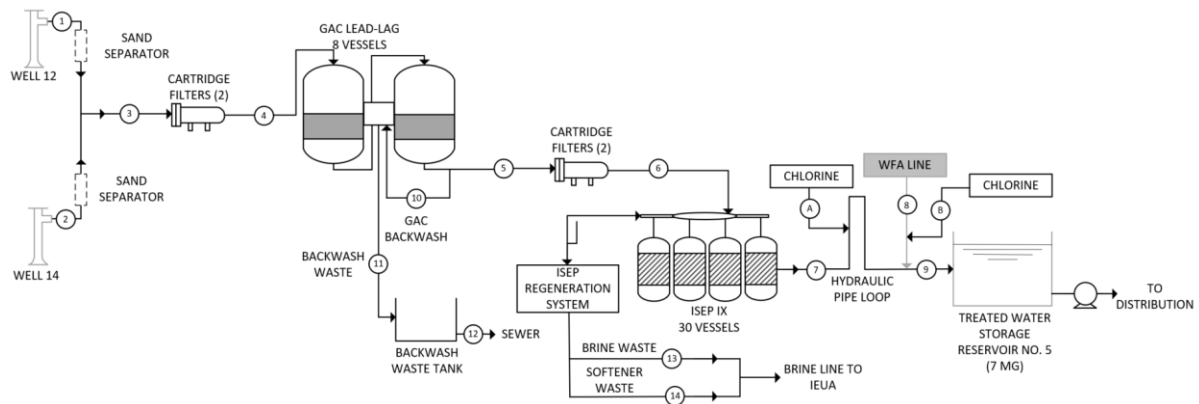 1
SAND
SEPARATOR
WELL 12
CARTRIDGE
FILTERS (2)
3
4
GAC LEAD-LAG
8 VESSELS
SAND
SEPARATOR
2
WELL 14
5
10
GAC
BACKWASH
CARTRIDGE
FILTERS (2)
6
BACKWASH
WASTE
11
12
SEWER
BACKWASH
WASTE TANK
ISEP
REGENERATION
SYSTEM
ISEP IX
30 VESSELS
CHLORINE
A
WFA LINE
8
CHLORINE
B
7
HYDRAULIC
PIPE LOOP
9
TREATED WATER
STORAGE
RESERVOIR NO. 5
(7 MG)
TO
DISTRIBUTION
BRINE WASTE
13
SOFTENER
WASTE
14
BRINE LINE TO
IEUA